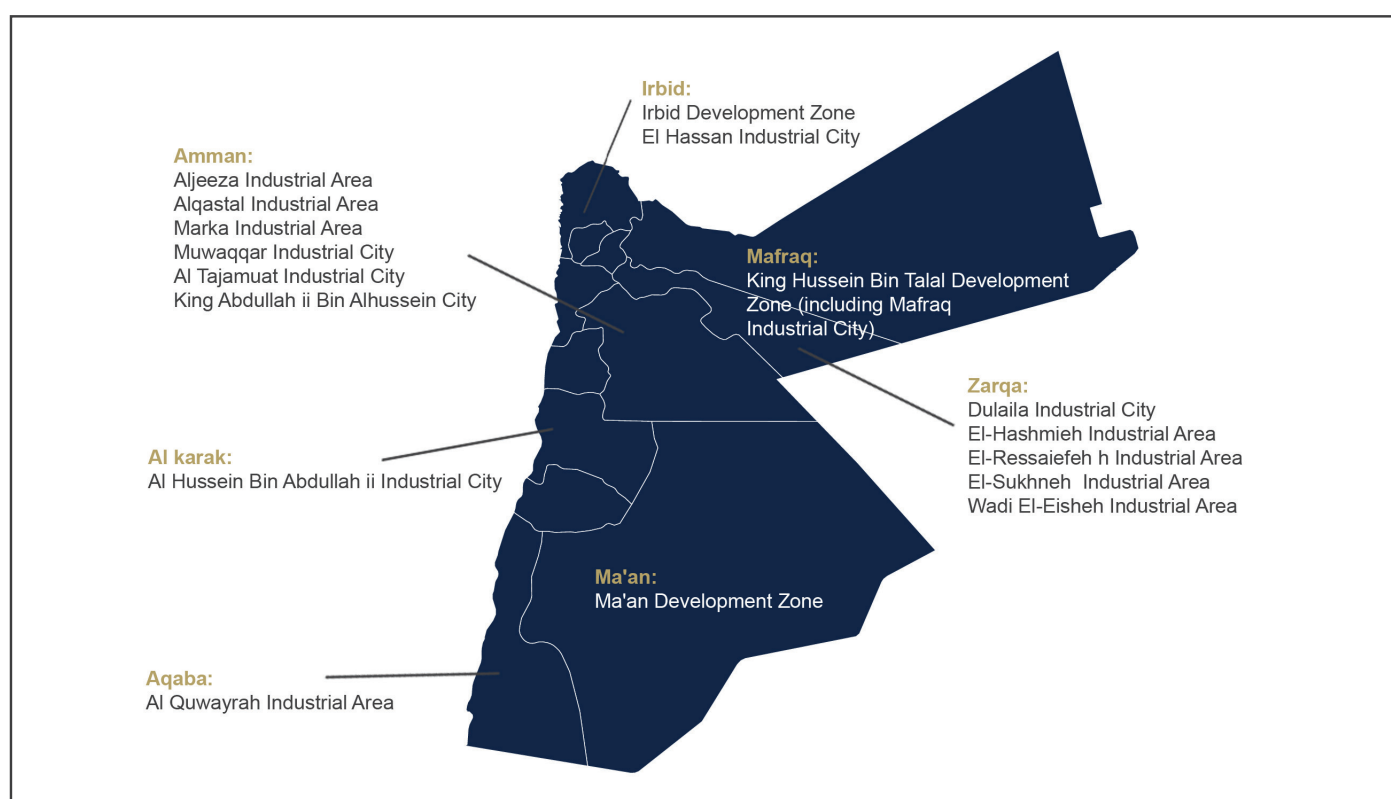 Irbid:
Irbid Development Zone
El Hassan Industrial City
Amman:
Aljeeza Industrial Area
Alqastal Industrial Area
Marka Industrial Area
Muwaqqar Industrial City
Al Tajamuat Industrial City
King Abdullah ii Bin Alhussein City
Mafraq:
King Hussein Bin Talal Development
Zone (including Mafraq
Industrial City)
Zarqa:
Dulaila Industrial City
El-Hashmieh Industrial Area
El-Ressaiefeh h Industrial Area
El-Sukhneh  Industrial Area
Wadi El-Eisheh Industrial Area
Al karak:
Al Hussein Bin Abdullah ii Industrial City
Ma'an:
Ma'an Development Zone
Aqaba:
Al Quwayrah Industrial Area